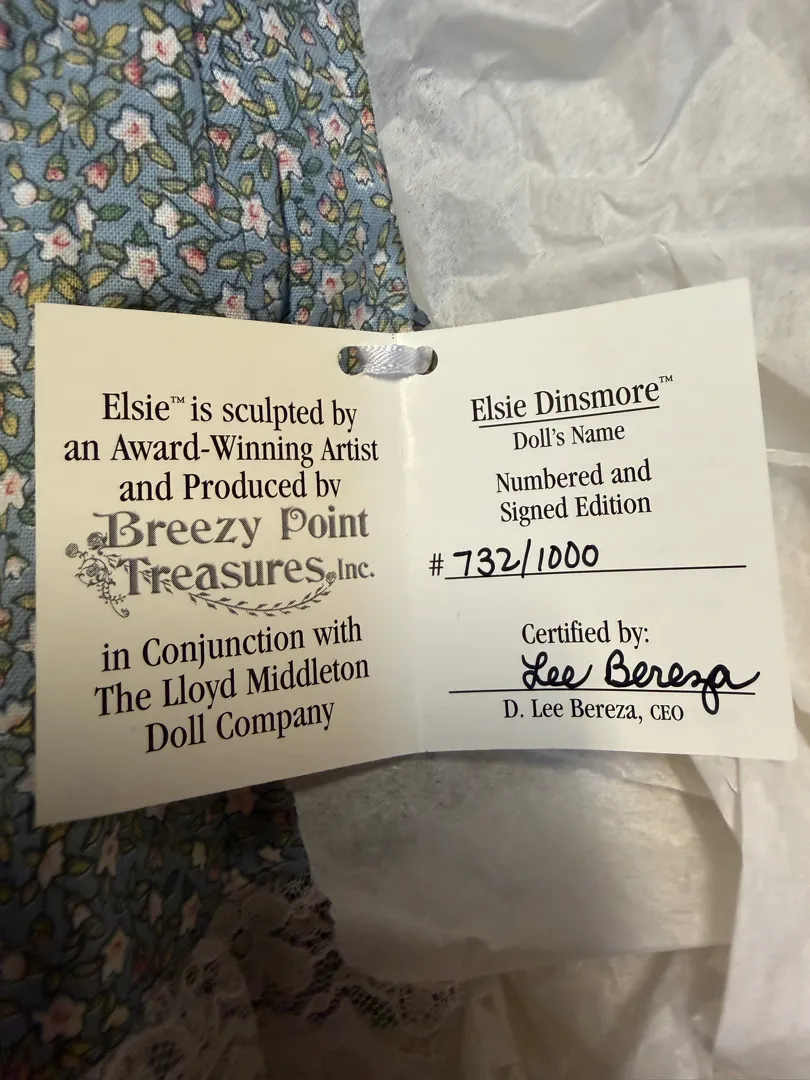 Elsie™ is sculpted by
an Award-Winning Artist
and Produced by
Breezy Point
Treasures, Inc.
in Conjunction with
The Lloyd Middleton
Doll Company
Elsie Dinsmore™
Doll's Name
Numbered and
Signed Edition
# 732/1000
Certified by:
Lee Bereza
D. Lee Bereza, CEO